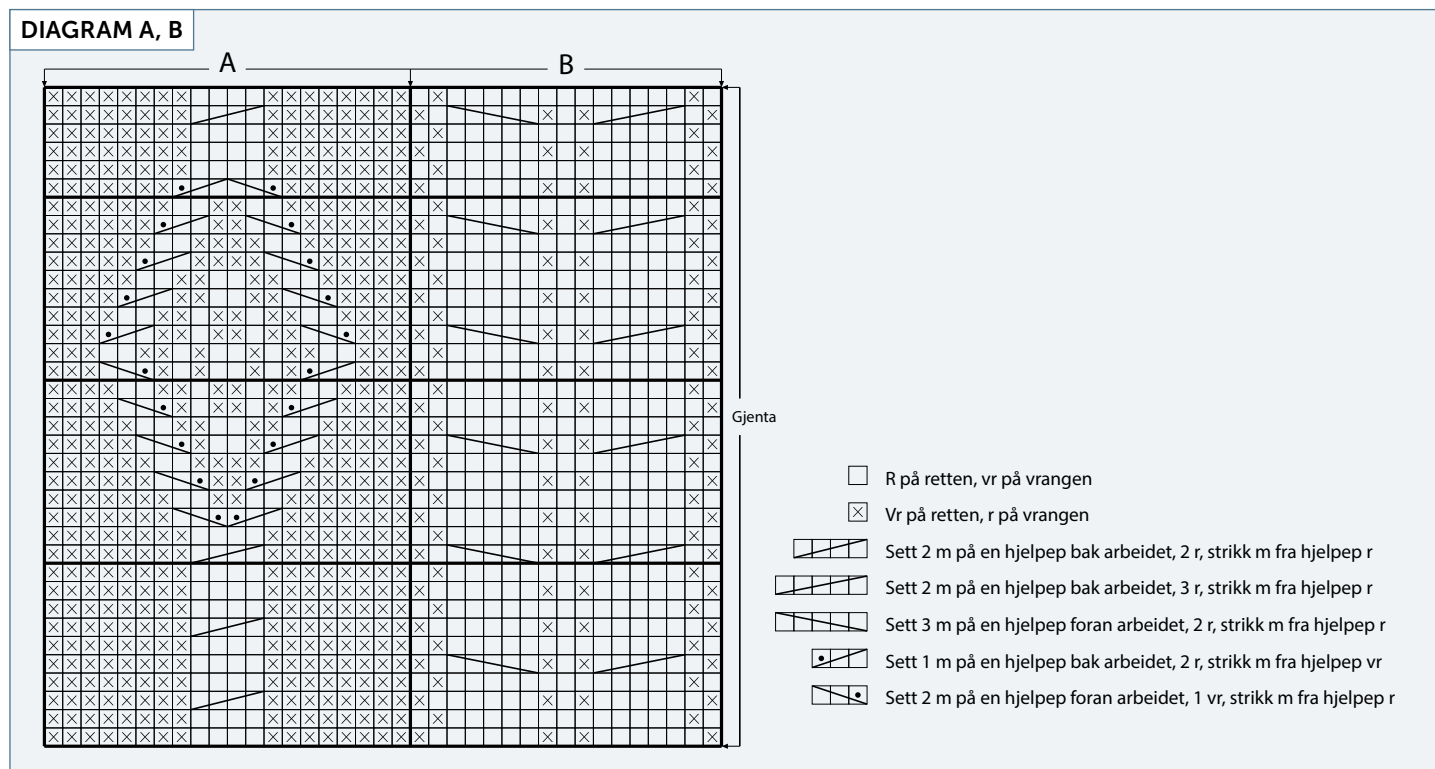 DIAGRAM A, B
A
B
Gjenta
R på retten, vr på vrangen
Vr på retten, r på vrangen
Sett 2 m på en hjelpep bak arbeidet, 2 r, strikk m fra hjelpep r
Sett 2 m på en hjelpep bak arbeidet, 3 r, strikk m fra hjelpep r
Sett 3 m på en hjelpep foran arbeidet, 2 r, strikk m fra hjelpep r
Sett 1 m på en hjelpep bak arbeidet, 2 r, strikk m fra hjelpep vr
Sett 2 m på en hjelpep foran arbeidet, 1 vr, strikk m fra hjelpep r